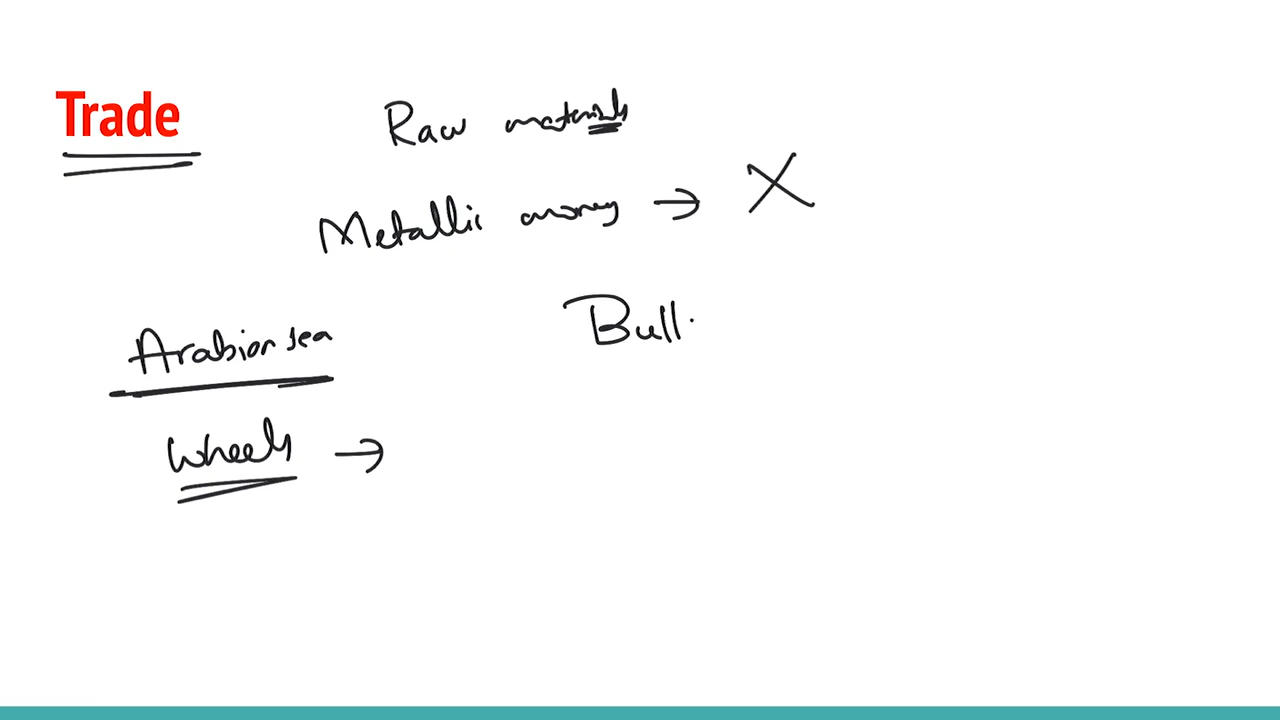 Trade
Raw materials
Metallic money → X
Arabian sea
Bull
Wheels →